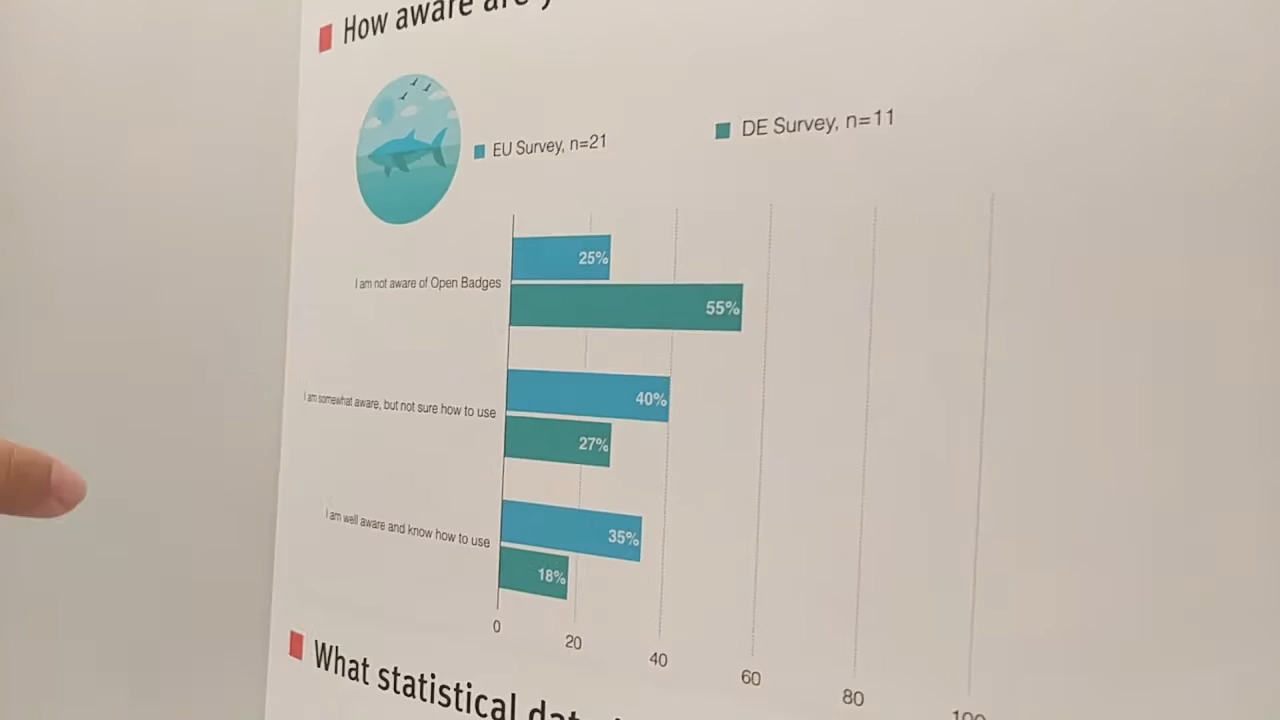 How aware are
EU Survey, n=21
DE Survey, n=11
I am not aware of Open Badges
25%
55%
I am somewhat aware, but not sure how to use
40%
27%
I am well aware and know how to use
35%
18%
0
20
40
60
80
100
What statistical